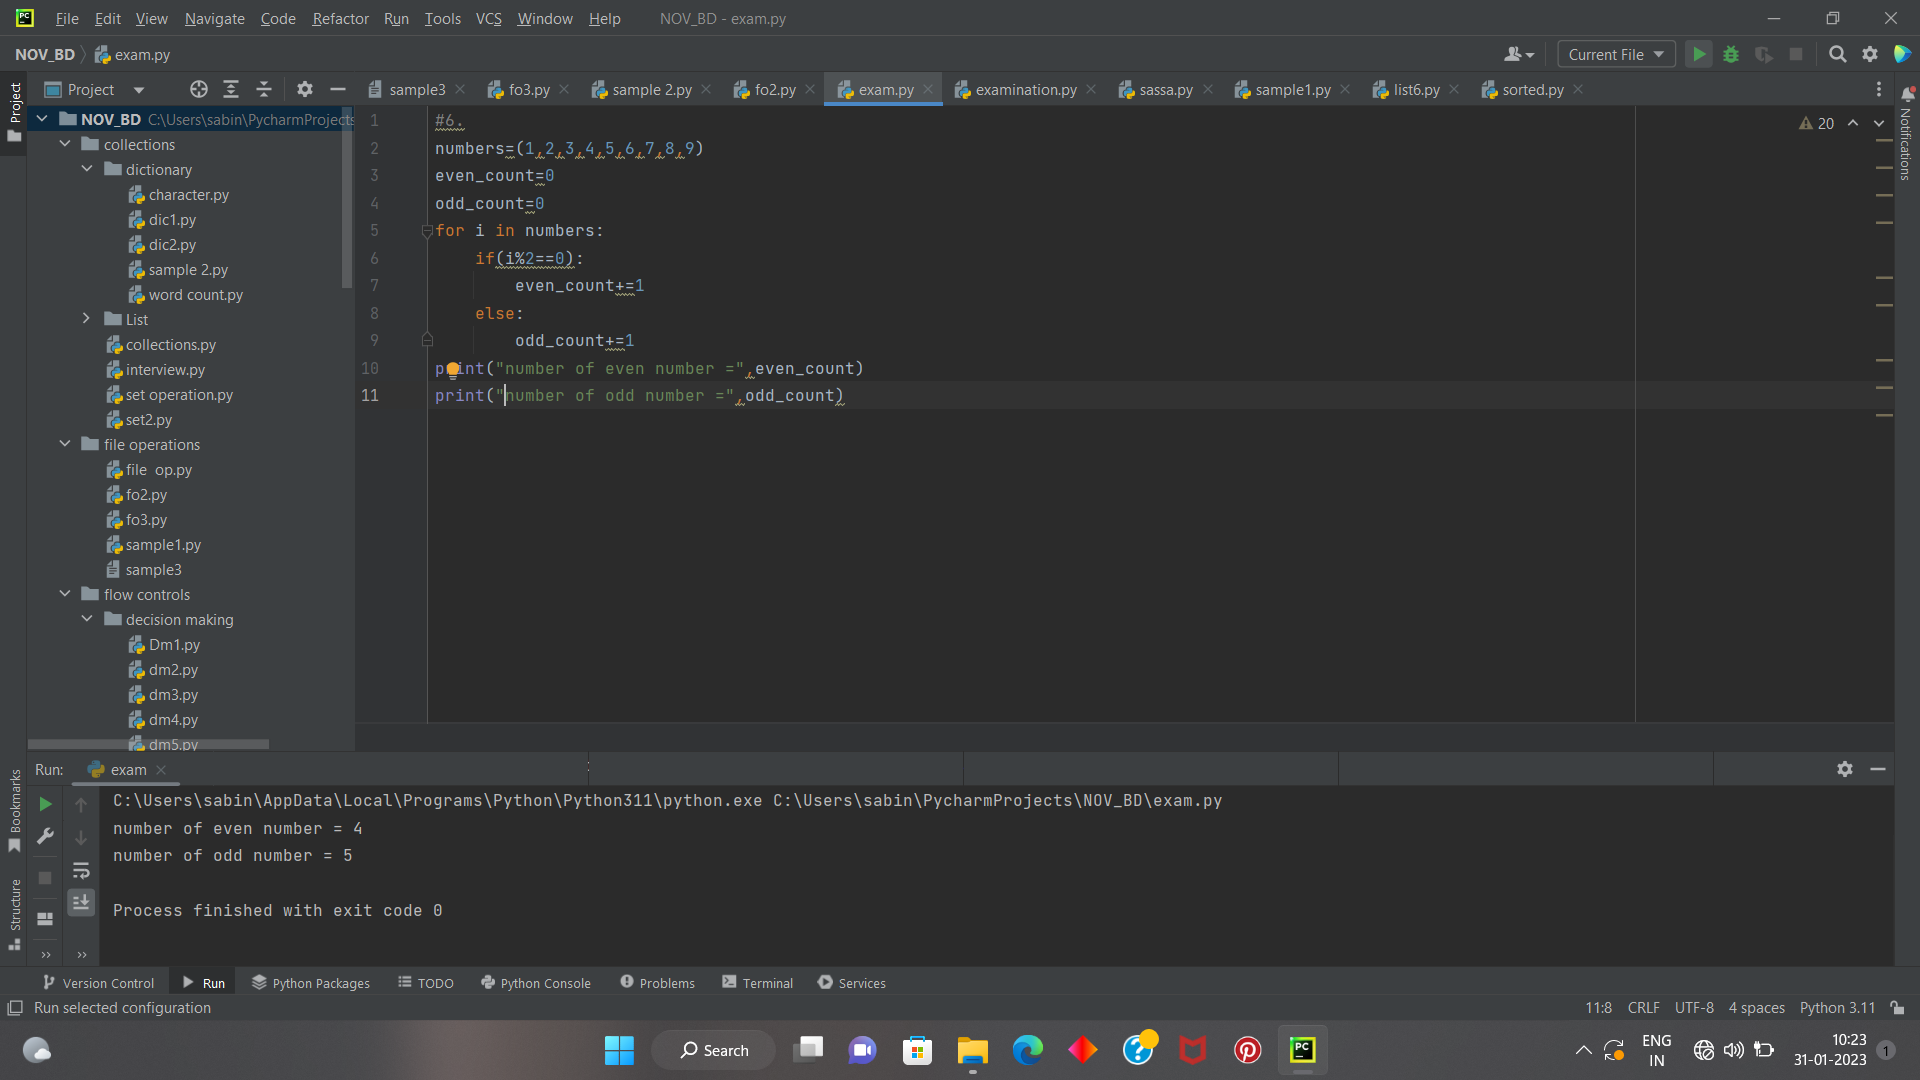 PC File Edit View Navigate Code Refactor Run Tools VCS Window Help NOV_BD - exam.py
NOV_BD exam.py Current File
Project sample3 fo3.py sample 2.py fo2.py exam.py examination.py sassa.py sample1.py list6.py sorted.py
Project
Notifications
NOV_BD C:\Users\sabin\PycharmProjects
collections
dictionary
character.py
dic1.py
dic2.py
sample 2.py
word count.py
List
collections.py
interview.py
set operation.py
set2.py
file operations
file op.py
fo2.py
fo3.py
sample1.py
sample3
flow controls
decision making
Dm1.py
dm2.py
dm3.py
dm4.py
dm5.py
20
1 #6.
2 numbers=(1,2,3,4,5,6,7,8,9)
3 even_count=0
4 odd_count=0
5 for i in numbers:
6 if(i%2==0):
7 even_count+=1
8 else:
9 odd_count+=1
10 print("number of even number =",even_count)
11 print("number of odd number =",odd_count)
Run: exam
Bookmarks
Structure
C:\Users\sabin\AppData\Local\Programs\Python\Python311\python.exe C:\Users\sabin\PycharmProjects\NOV_BD\exam.py
number of even number = 4
number of odd number = 5
Process finished with exit code 0
Version Control Run Python Packages TODO Python Console Problems Terminal Services
Run selected configuration 11:8 CRLF UTF-8 4 spaces Python 3.11
Search PC ENG 10:23
IN 31-01-2023 1